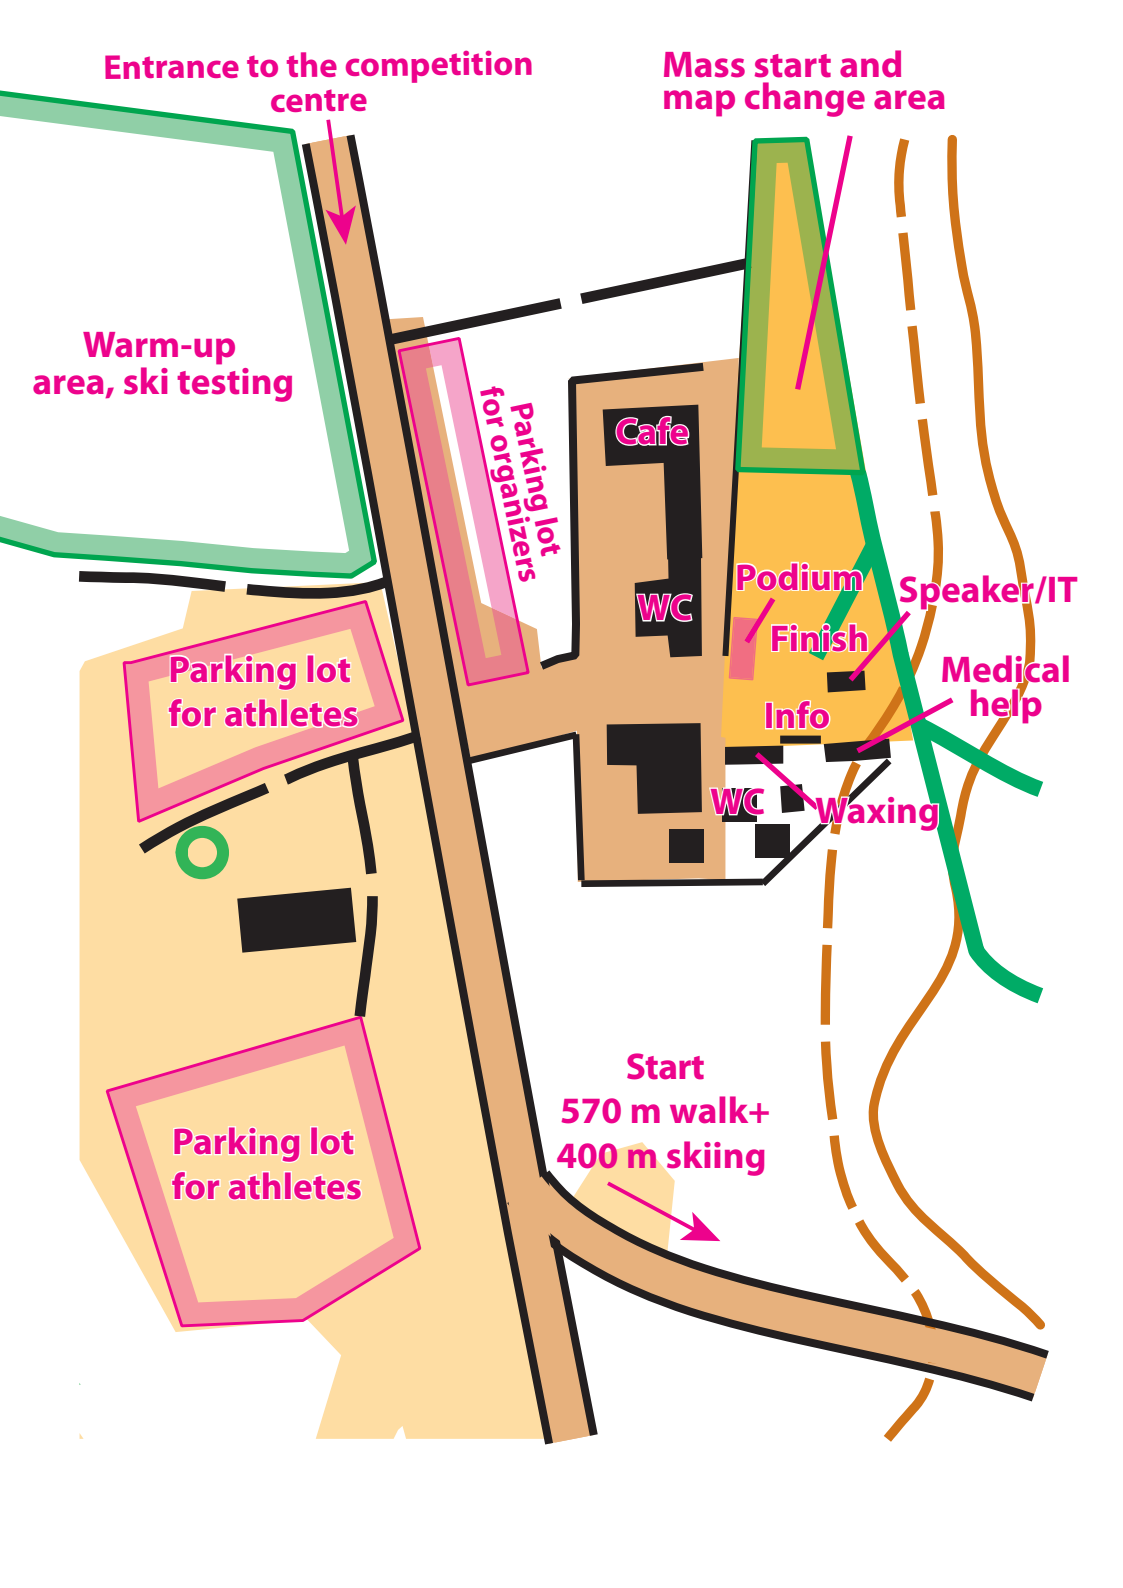 Entrance to the competition
centre
Mass start and
map change area
Warm-up
area, ski testing
Parking lot
for organizers
Cafe
WC
Podium
Speaker/IT
Finish
Medical
help
Info
Parking lot
for athletes
WC
Waxing
Start
570 m walk+
400 m skiing
Parking lot
for athletes